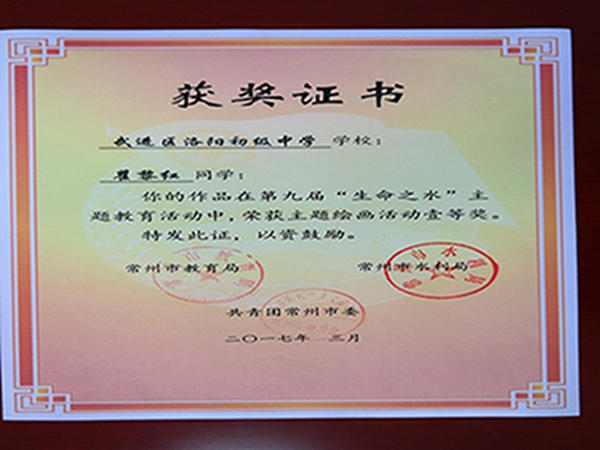 获奖证书
武进区洛阳初级中学 学校：
瞿黎红 同学：
你的作品在第九届“生命之水”主
题教育活动中，荣获主题绘画活动壹等奖。
特发此证，以资鼓励。
常州市教育局 常州市水利局
共青团常州市委
二〇一七年 三月